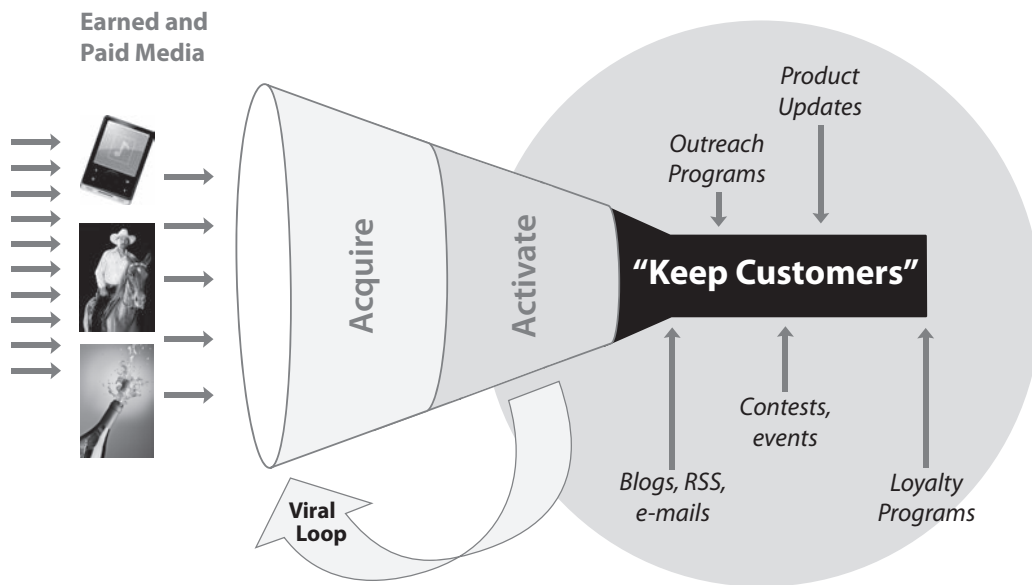 Earned and
Paid Media
Acquire
Activate
"Keep Customers"
Outreach
Programs
Product
Updates
Blogs, RSS,
e-mails
Contests,
events
Loyalty
Programs
Viral
Loop